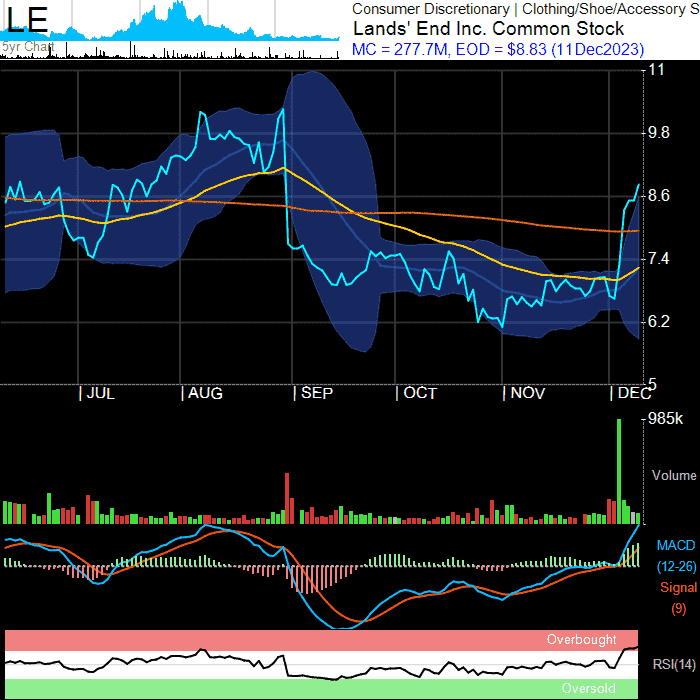 LE
5yr Chart
Consumer Discretionary | Clothing/Shoe/Accessory S
Lands' End Inc. Common Stock
MC = 277.7M, EOD = $8.83 (11Dec2023)
11
9.8
8.6
7.4
6.2
5
JUL AUG SEP OCT NOV DEC
985k
Volume
MACD
(12-26)
Signal
(9)
Overbought
RSI(14)
Oversold